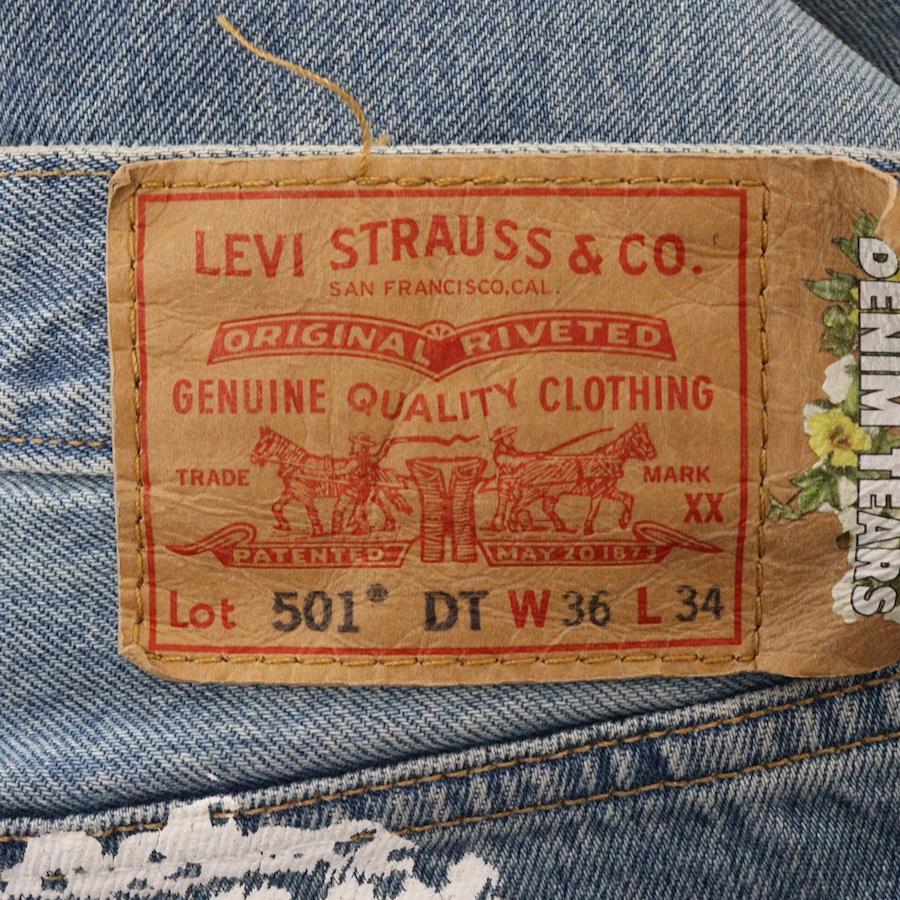 LEVI STRAUSS & CO.
SAN FRANCISCO, CAL.
ORIGINAL RIVETED
GENUINE QUALITY CLOTHING
TRADE MARK
XX
PATENTED MAY 20 1873
Lot 501® DT W 36 L 34
DENIM TEARS